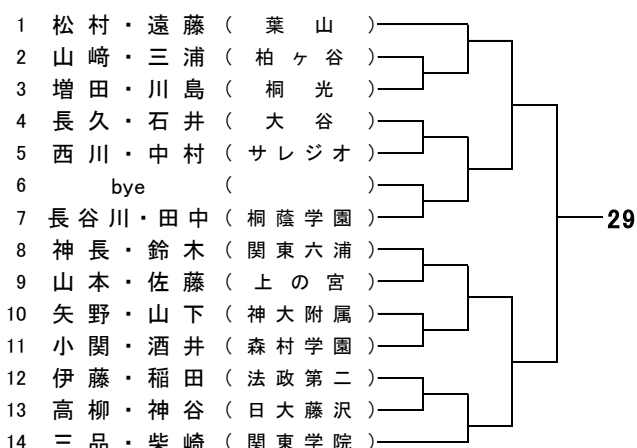 1 松村・遠藤 ( 葉山 )
2 山﨑・三浦 ( 柏ヶ谷 )
3 増田・川島 ( 桐光 )
4 長久・石井 ( 大谷 )
5 西川・中村 ( サレジオ )
6 bye ( )
7 長谷川・田中 ( 桐蔭学園 )
29
8 神長・鈴木 ( 関東六浦 )
9 山本・佐藤 ( 上の宮 )
10 矢野・山下 ( 神大附属 )
11 小関・酒井 ( 森村学園 )
12 伊藤・稲田 ( 法政第二 )
13 高柳・神谷 ( 日大藤沢 )
14 三品・柴崎 ( 関東学院 )